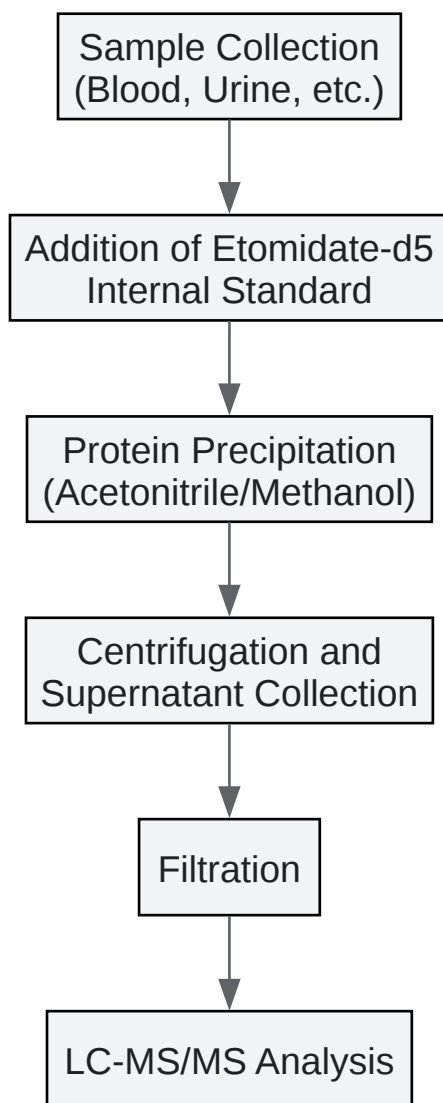 Sample Collection
(Blood, Urine, etc.)
Addition of Etomidate-d5
Internal Standard
Protein Precipitation
(Acetonitrile/Methanol)
Centrifugation and
Supernatant Collection
Filtration
LC-MS/MS Analysis